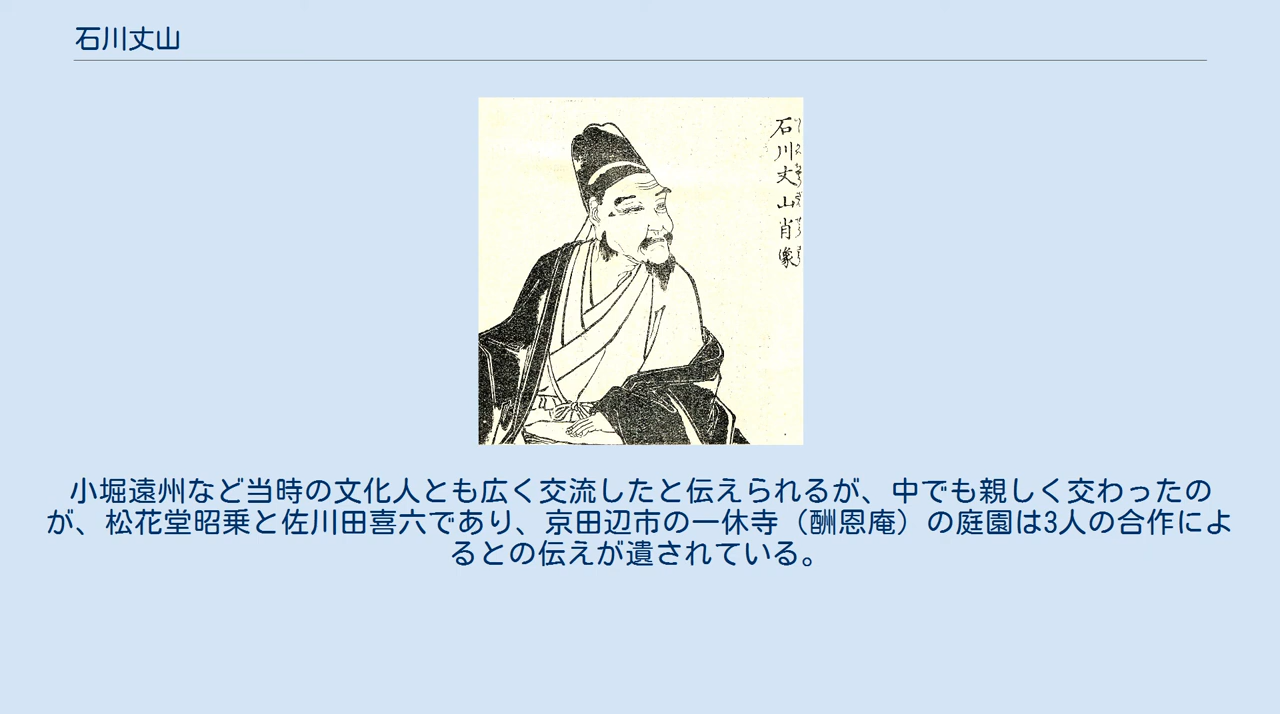 石川丈山
石川丈山肖像
小堀遠州など当時の文化人とも広く交流したと伝えられるが、中でも親しく交わったの
が、松花堂昭乗と佐川田喜六であり、京田辺市の一休寺（酬恩庵）の庭園は3人の合作によ
るとの伝えが遺されている。